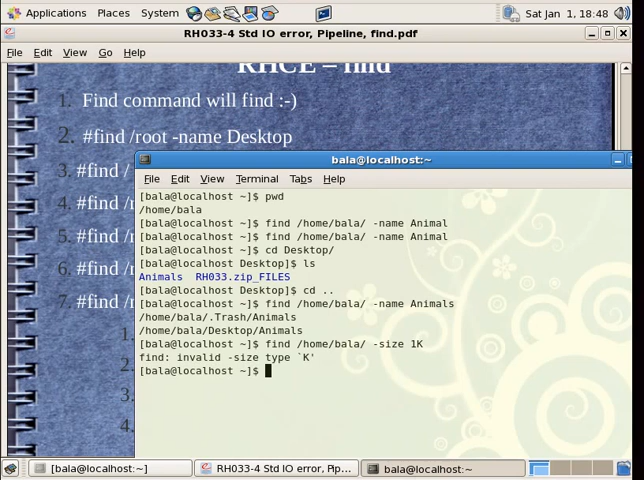 Applications Places System Sat Jan 1, 18:48
RH033-4 Std IO error, Pipeline, find.pdf
File Edit View Go Help
RHCE – find
1. Find command will find :-)
2. #find /root -name Desktop
3. #find /
4. #find /r
5. #find /r
6. #find /r
7. #find /r
1.
2.
3.
4.
bala@localhost:~
File Edit View Terminal Tabs Help
[bala@localhost ~]$ pwd
/home/bala
[bala@localhost ~]$ find /home/bala/ -name Animal
[bala@localhost ~]$ find /home/bala/ -name Animal
[bala@localhost ~]$ cd Desktop/
[bala@localhost Desktop]$ ls
Animals RH033.zip_FILES
[bala@localhost Desktop]$ cd ..
[bala@localhost ~]$ find /home/bala/ -name Animals
/home/bala/.Trash/Animals
/home/bala/Desktop/Animals
[bala@localhost ~]$ find /home/bala/ -size 1K
find: invalid -size type `K'
[bala@localhost ~]$
[bala@localhost:~] RH033-4 Std IO error, Pip... bala@localhost:~